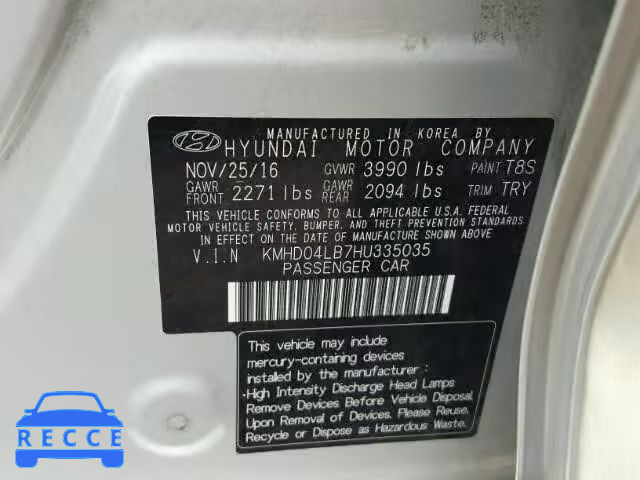 MANUFACTURED IN KOREA BY
HYUNDAI MOTOR COMPANY
NOV/25/16 GVWR 3990 lbs PAINT T8S
GAWR FRONT 2271 lbs GAWR REAR 2094 lbs TRIM TRY
THIS VEHICLE CONFORMS TO ALL APPLICABLE U.S.A. FEDERAL
MOTOR VEHICLE SAFETY, BUMPER, AND THEFT PREVENTION STANDARDS
IN EFFECT ON THE DATE OF MANUFACTURE SHOWN ABOVE
V.I.N KMHD04LB7HU335035
PASSENGER CAR
This vehicle may include
mercury-containing devices
installed by the manufacturer :
·High Intensity Discharge Head Lamps
Remove Devices Before Vehicle Disposal
Upon Removal of Devices. Please Reuse,
Recycle or Dispose as Hazardous Waste.
RECCE